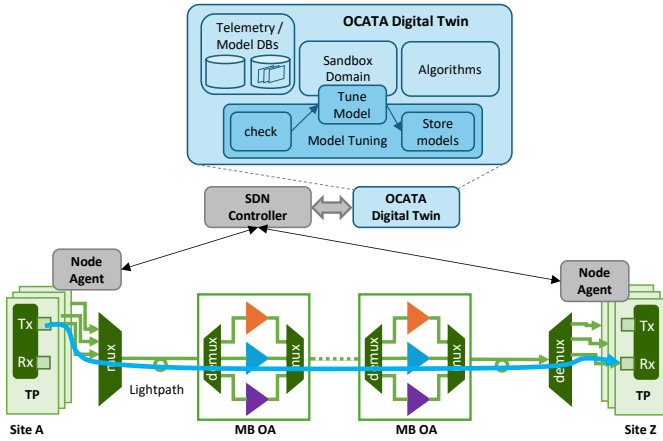 OCATA Digital Twin
Telemetry /
Model DBs
Sandbox
Domain
Algorithms
Tune
Model
check
Model Tuning
Store
models
SDN
Controller
OCATA
Digital Twin
Node
Agent
Node
Agent
Tx
Rx
TP
mux
Lightpath
demux
mux
demux
mux
demux
Tx
Rx
TP
Site A
MB OA
MB OA
Site Z